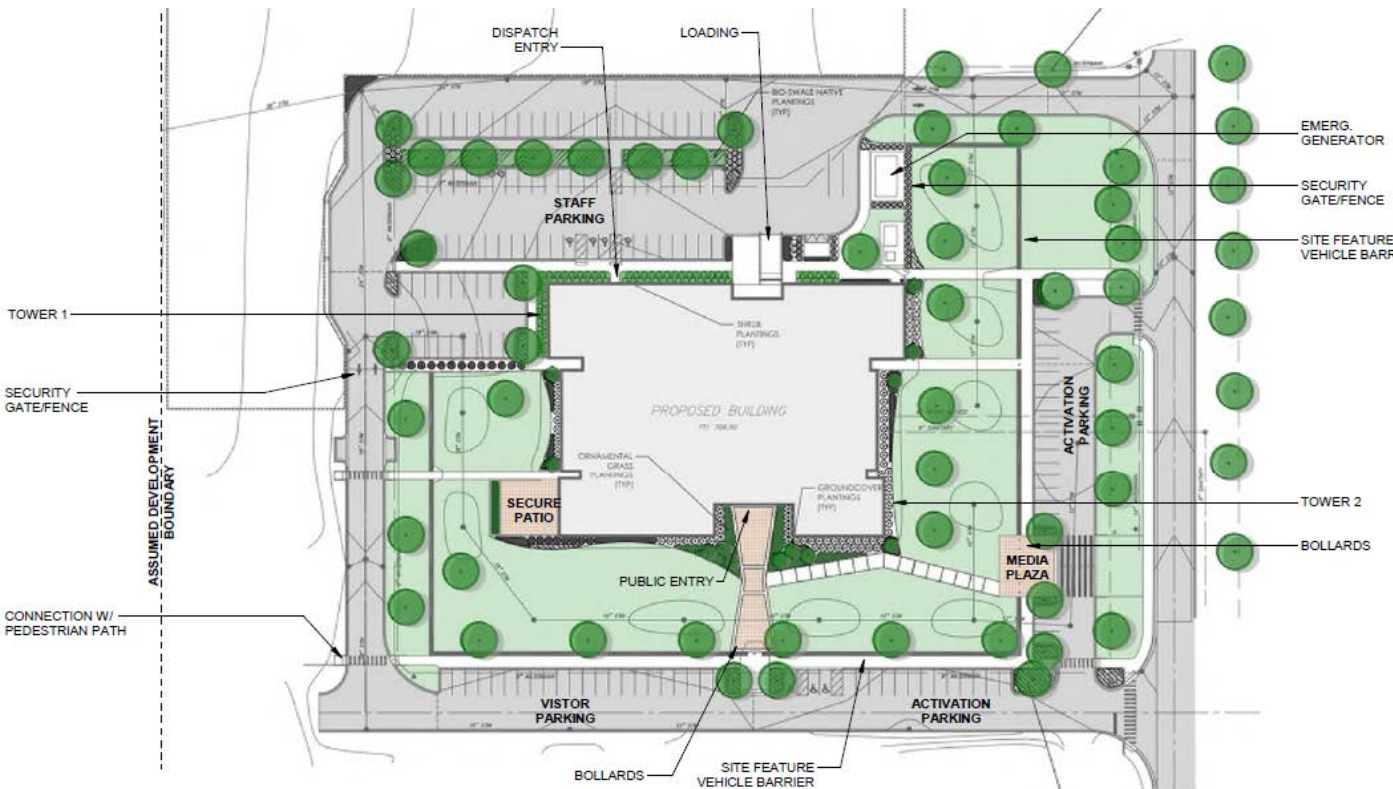 DISPATCH
ENTRY
LOADING
BIO-SWALE NATIVE
PLANTINGS
(TYP)
EMERG.
GENERATOR
SECURITY
GATE/FENCE
STAFF
PARKING
SITE FEATURE
VEHICLE BARR
TOWER 1
SHRUB
PLANTINGS
(TYP)
SECURITY
GATE/FENCE
PROPOSED BUILDING
ACTIVATION
PARKING
ASSUMED DEVELOPMENT
BOUNDARY
ORNAMENTAL
GRASS
PLANTINGS
(TYP)
GROUNDCOVER
PLANTINGS
(TYP)
SECURE
PATIO
TOWER 2
BOLLARDS
MEDIA
PLAZA
PUBLIC ENTRY
CONNECTION W/
PEDESTRIAN PATH
VISTOR
PARKING
ACTIVATION
PARKING
BOLLARDS
SITE FEATURE
VEHICLE BARRIER